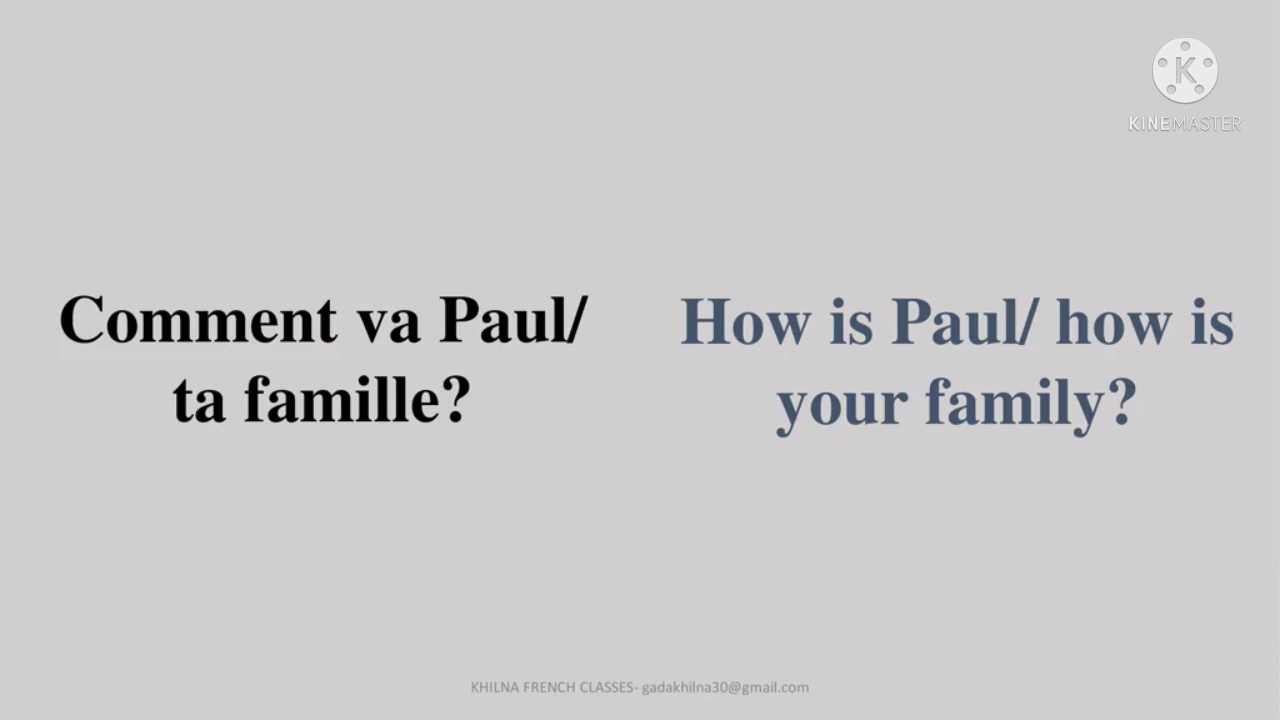 K
KINEMASTER
Comment va Paul/
ta famille?
How is Paul/ how is
your family?
KHILNA FRENCH CLASSES- gadakhilna30@gmail.com